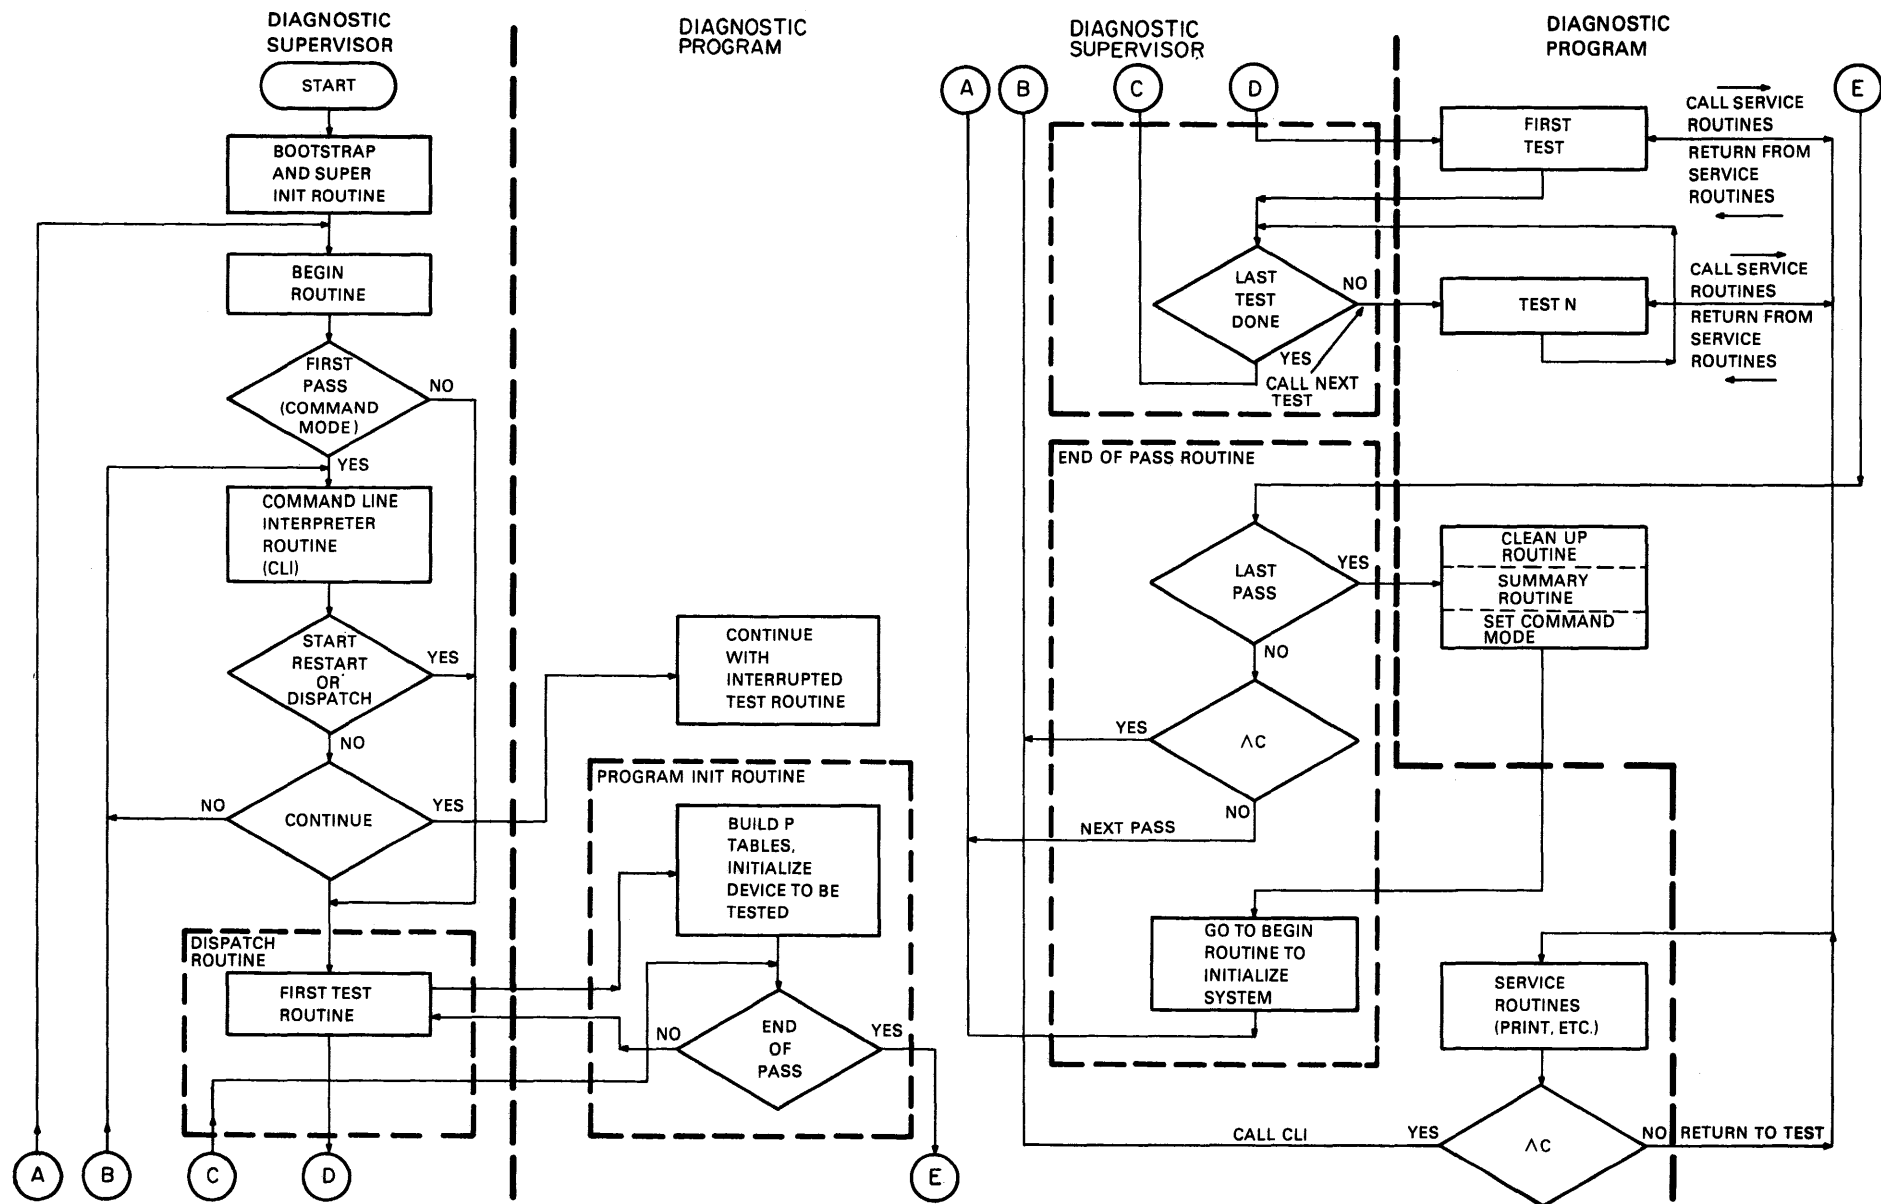 DIAGNOSTIC
SUPERVISOR
DIAGNOSTIC
PROGRAM
START
BOOTSTRAP
AND SUPER
INIT ROUTINE
BEGIN
ROUTINE
FIRST
PASS
(COMMAND
MODE)
NO
YES
COMMAND LINE
INTERPRETER
ROUTINE
(CLI)
START
RESTART
OR
DISPATCH
YES
NO
CONTINUE
WITH
INTERRUPTED
TEST ROUTINE
NO
CONTINUE
YES
PROGRAM INIT ROUTINE
BUILD P
TABLES,
INITIALIZE
DEVICE TO BE
TESTED
DISPATCH
ROUTINE
FIRST TEST
ROUTINE
NO
END
OF
PASS
YES
A
B
C
D
E
DIAGNOSTIC
SUPERVISOR
DIAGNOSTIC
PROGRAM
A
B
C
D
E
FIRST
TEST
CALL SERVICE
ROUTINES
RETURN FROM
SERVICE
ROUTINES
LAST
TEST
DONE
NO
YES
CALL NEXT
TEST
TEST N
CALL SERVICE
ROUTINES
RETURN FROM
SERVICE
ROUTINES
END OF PASS ROUTINE
LAST
PASS
YES
NO
CLEAN UP
ROUTINE
SUMMARY
ROUTINE
SET COMMAND
MODE
YES
ΛC
NO
NEXT PASS
GO TO BEGIN
ROUTINE TO
INITIALIZE
SYSTEM
SERVICE
ROUTINES
(PRINT, ETC.)
CALL CLI
YES
ΛC
NO
RETURN TO TEST